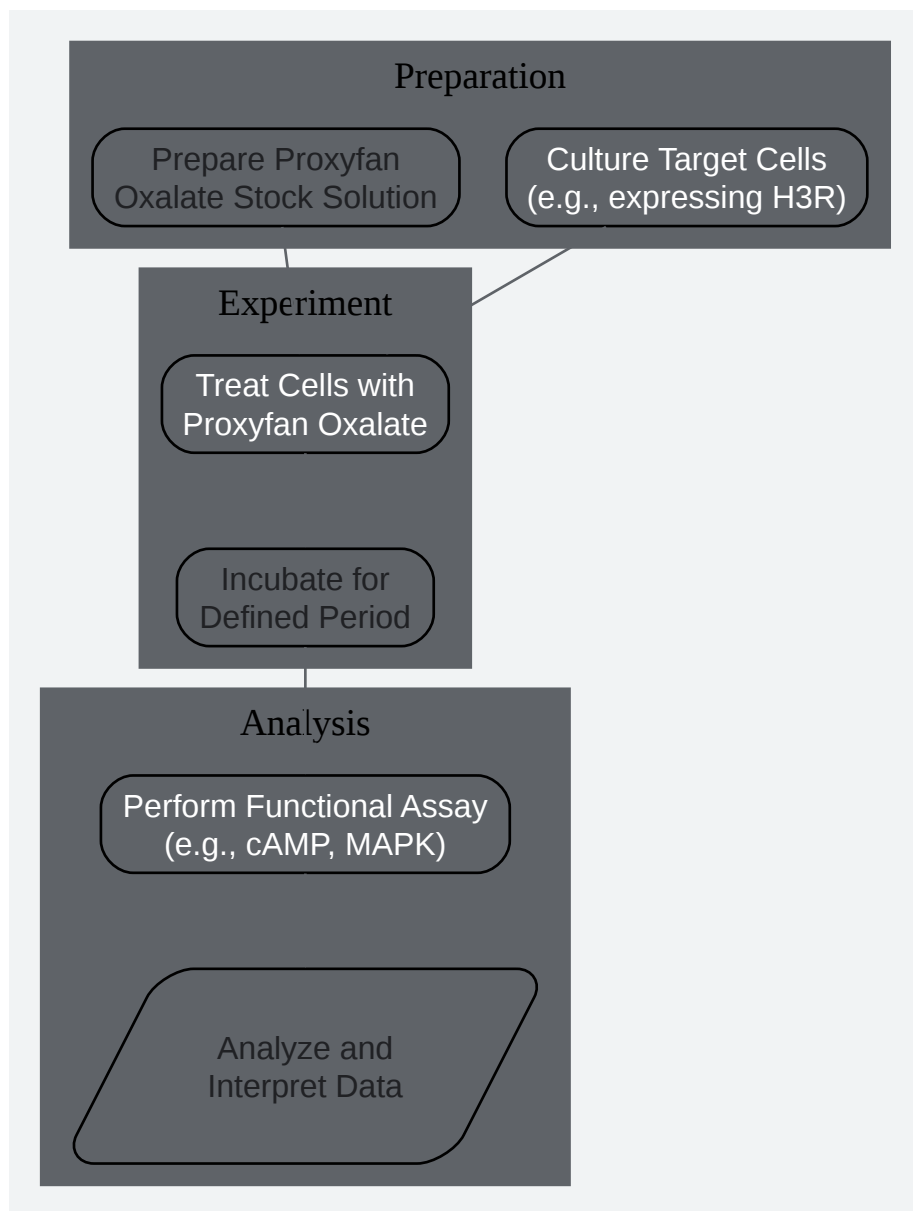 Preparation
Prepare Proxyfan
Oxalate Stock Solution
Culture Target Cells
(e.g., expressing H3R)
Experiment
Treat Cells with
Proxyfan Oxalate
Incubate for
Defined Period
Analysis
Perform Functional Assay
(e.g., cAMP, MAPK)
Analyze and
Interpret Data